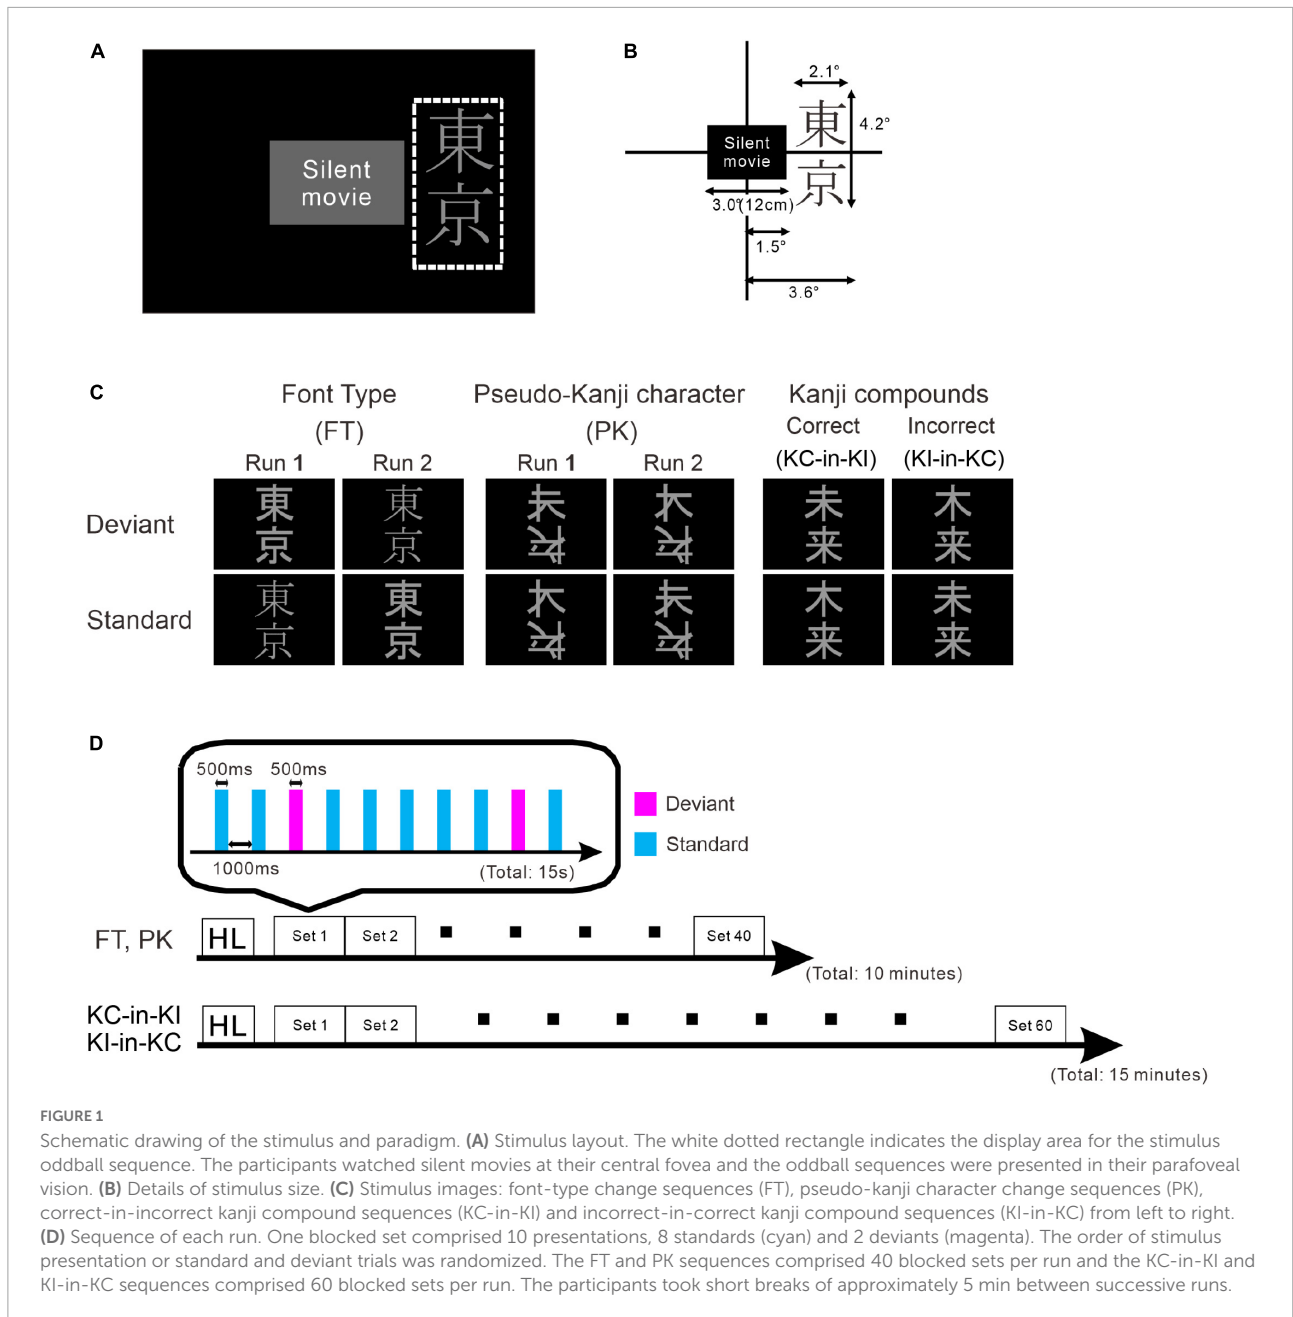 A
東
京
Silent
movie
B
2.1°
東
京
4.2°
Silent
movie
3.0°(12cm)
1.5°
3.6°
C
Font Type
(FT)
Pseudo-Kanji character
(PK)
Kanji compounds
Correct
(KC-in-KI)
Incorrect
(KI-in-KC)
Run 1
Run 2
Run 1
Run 2
Deviant
東
京
東
京
未
来
木
来
Standard
東
京
東
京
木
来
未
来
D
500ms
500ms
1000ms
(Total: 15s)
Deviant
Standard
FT, PK
HL
Set 1
Set 2
Set 40
(Total: 10 minutes)
KC-in-KI
KI-in-KC
HL
Set 1
Set 2
Set 60
(Total: 15 minutes)
FIGURE 1
Schematic drawing of the stimulus and paradigm. (A) Stimulus layout. The white dotted rectangle indicates the display area for the stimulus
oddball sequence. The participants watched silent movies at their central fovea and the oddball sequences were presented in their parafoveal
vision. (B) Details of stimulus size. (C) Stimulus images: font-type change sequences (FT), pseudo-kanji character change sequences (PK),
correct-in-incorrect kanji compound sequences (KC-in-KI) and incorrect-in-correct kanji compound sequences (KI-in-KC) from left to right.
(D) Sequence of each run. One blocked set comprised 10 presentations, 8 standards (cyan) and 2 deviants (magenta). The order of stimulus
presentation or standard and deviant trials was randomized. The FT and PK sequences comprised 40 blocked sets per run and the KC-in-KI and
KI-in-KC sequences comprised 60 blocked sets per run. The participants took short breaks of approximately 5 min between successive runs.